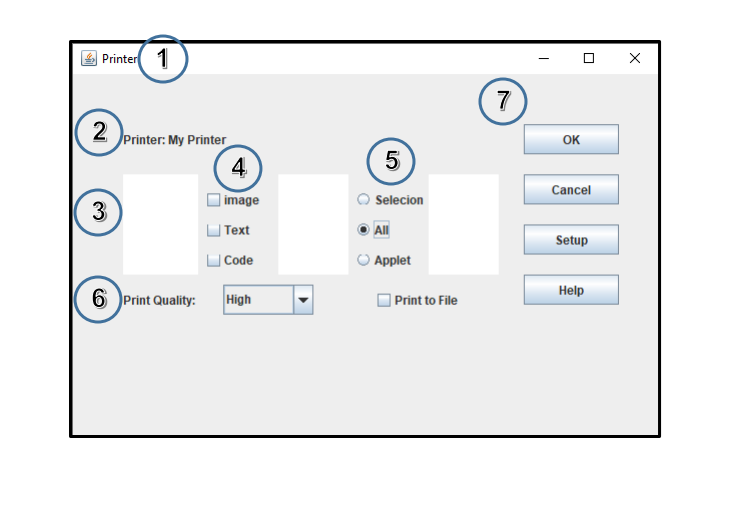 Printer
1
7
2
Printer: My Printer
OK
4
5
3
image
Selecion
Cancel
Text
All
Setup
Code
Applet
6
Print Quality:
High
Print to File
Help